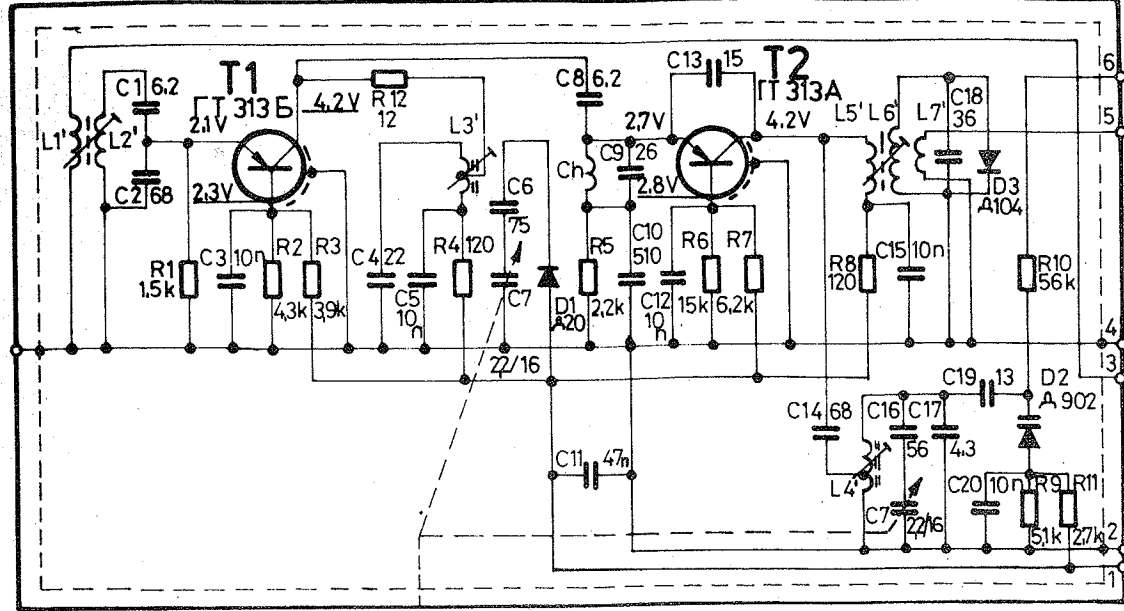 T1
ГТ 313 Б
2.1V
4.2V
2.3V
C1 6.2
C2 68
L1'
L2'
R12
12
L3'
C8 6.2
C13 15
T2
ГТ 313А
2.7V
4.2V
2.8V
C9 26
Ch
L5'
L6'
L7'
C18
36
D3
Д104
6
5
R1
1.5k
C3 10n
R2
4,3k
R3
3,9k
C4 22
C5
10n
R4 120
C6
75
C7
22/16
D1
Д20
R5
2,2k
C10
510
C12
10n
R6
15k
R7
6,2k
R8
120
C15 10n
R10
56k
4
3
C19 13
D2
Д 902
C14 68
C16
56
C17
4.3
L4'
C7
22/16
C11 47n
C20 10n
R9
5,1k
R11
2,7k
2
1